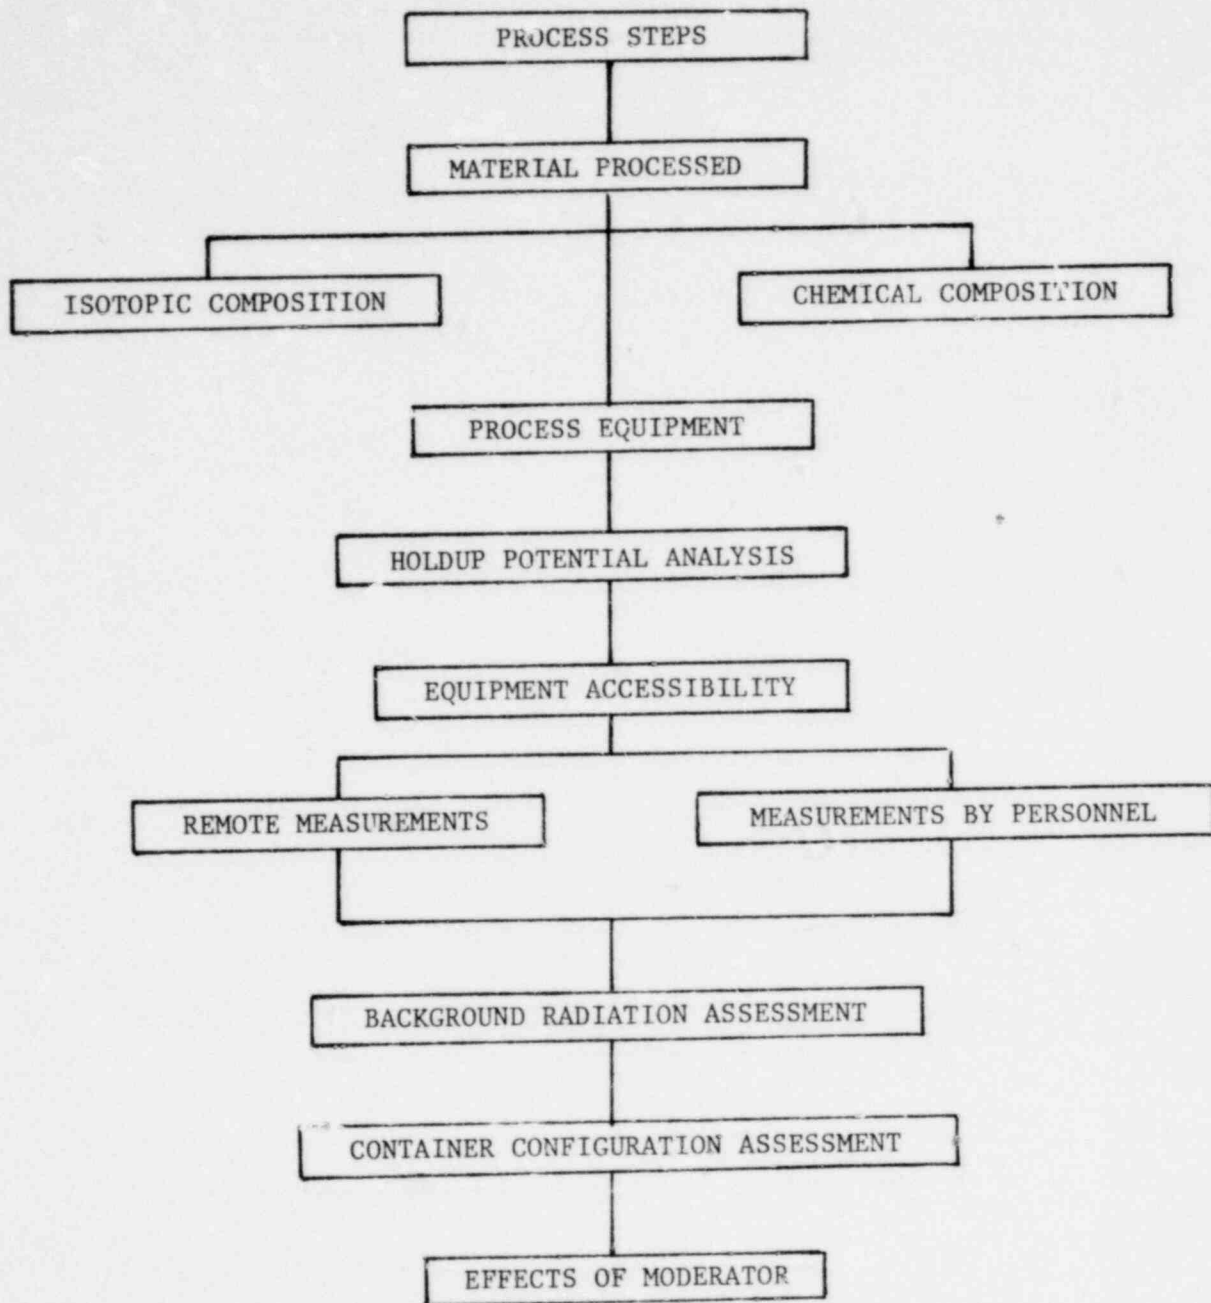 PROCESS STEPS
MATERIAL PROCESSED
ISOTOPIC COMPOSITION
CHEMICAL COMPOSITION
PROCESS EQUIPMENT
HOLDUP POTENTIAL ANALYSIS
EQUIPMENT ACCESSIBILITY
REMOTE MEASUREMENTS
MEASUREMENTS BY PERSONNEL
BACKGROUND RADIATION ASSESSMENT
CONTAINER CONFIGURATION ASSESSMENT
EFFECTS OF MODERATOR